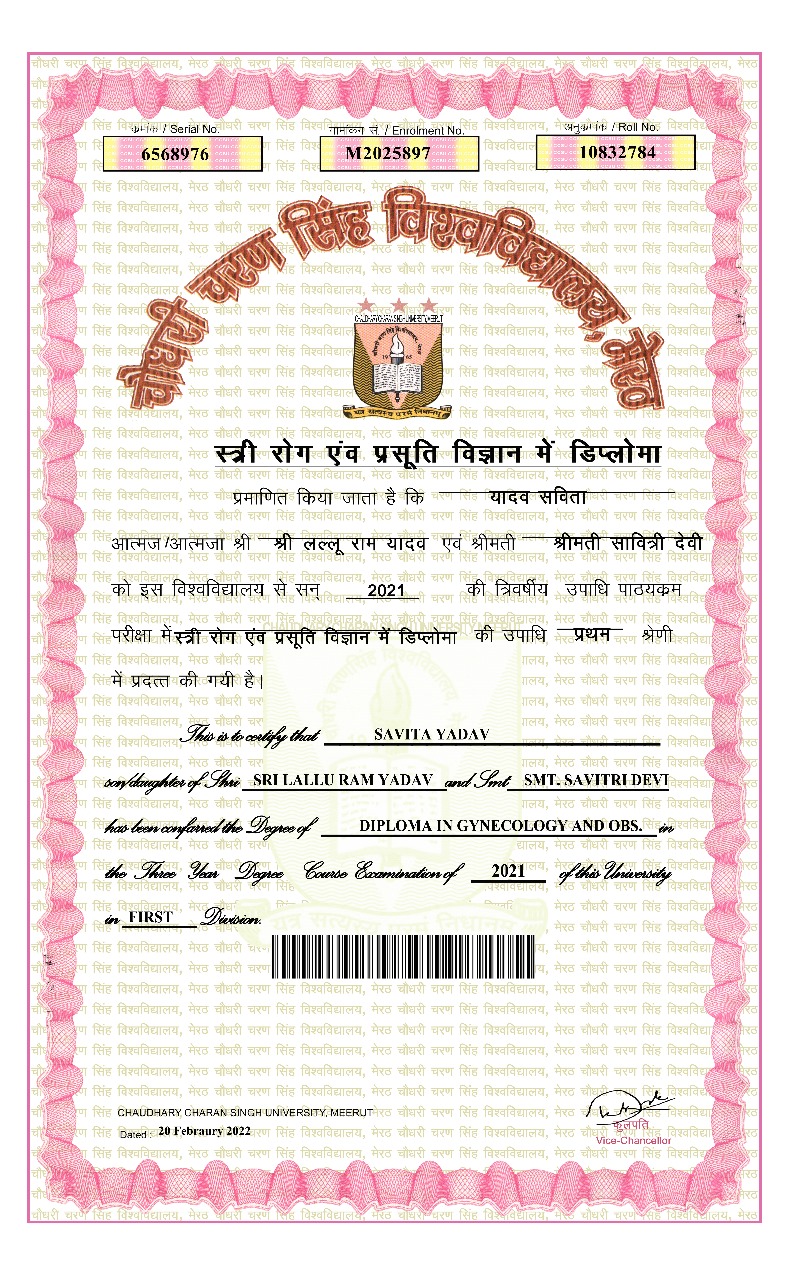 क्रमांक / Serial No. नामांकन सं. / Enrolment No. अनुक्रमांक / Roll No.
6568976 M2025897 10832784
चौधरी चरण सिंह विश्वविद्यालय, मेरठ
CHAUDHARY CHARAN SINGH UNIVERSITY MEERUT
19 65
स्त्री रोग एंव प्रसूति विज्ञान में डिप्लोमा
प्रमाणित किया जाता है कि यादव सविता
आत्मज/आत्मजा श्री श्री लल्लू राम यादव एवं श्रीमती श्रीमती सावित्री देवी
को इस विश्वविद्यालय से सन् 2021 की त्रिवर्षीय उपाधि पाठयक्रम
परीक्षा में स्त्री रोग एंव प्रसूति विज्ञान में डिप्लोमा की उपाधि प्रथम श्रेणी
में प्रदत्त की गयी है।
This is to certify that SAVITA YADAV
son/daughter of Shri SRI LALLU RAM YADAV and Smt SMT. SAVITRI DEVI
has been confarred the Degree of DIPLOMA IN GYNECOLOGY AND OBS. in
the Three Year Degree Course Examination of 2021 of this University
in FIRST Division.
CHAUDHARY CHARAN SINGH UNIVERSITY, MEERUT
Dated : 20 Febraury 2022
कुलपति
Vice-Chancellor